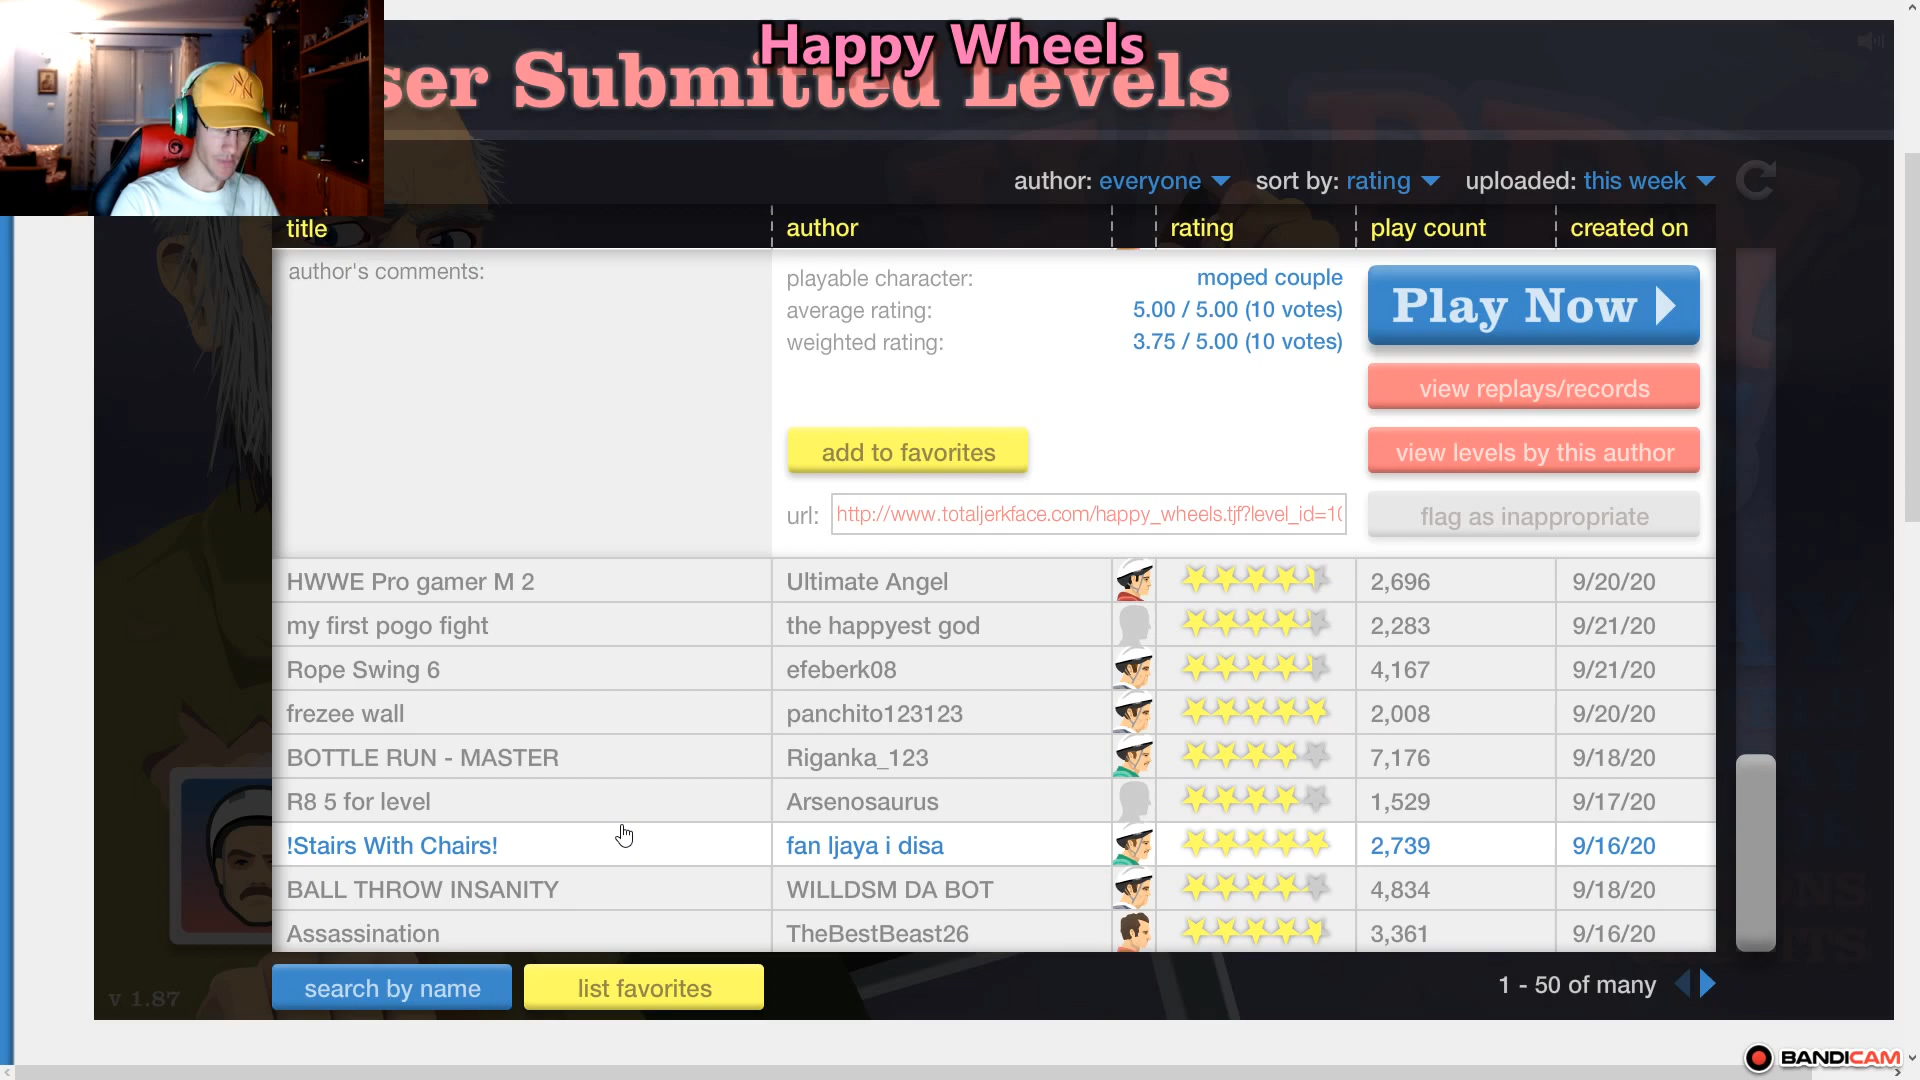 Happy Wheels
ser Submitted Levels
author: everyone sort by: rating uploaded: this week
title author rating play count created on
author's comments:
playable character: moped couple
average rating: 5.00 / 5.00 (10 votes)
weighted rating: 3.75 / 5.00 (10 votes)
Play Now
view replays/records
add to favorites
view levels by this author
url: http://www.totaljerkface.com/happy_wheels.tjf?level_id=1(
flag as inappropriate
HWWE Pro gamer M 2 Ultimate Angel 2,696 9/20/20
my first pogo fight the happyest god 2,283 9/21/20
Rope Swing 6 efeberk08 4,167 9/21/20
frezee wall panchito123123 2,008 9/20/20
BOTTLE RUN - MASTER Riganka_123 7,176 9/18/20
R8 5 for level Arsenosaurus 1,529 9/17/20
!Stairs With Chairs! fan ljaya i disa 2,739 9/16/20
BALL THROW INSANITY WILLDSM DA BOT 4,834 9/18/20
Assassination TheBestBeast26 3,361 9/16/20
v 1.87
search by name list favorites 1 - 50 of many
BANDICAM